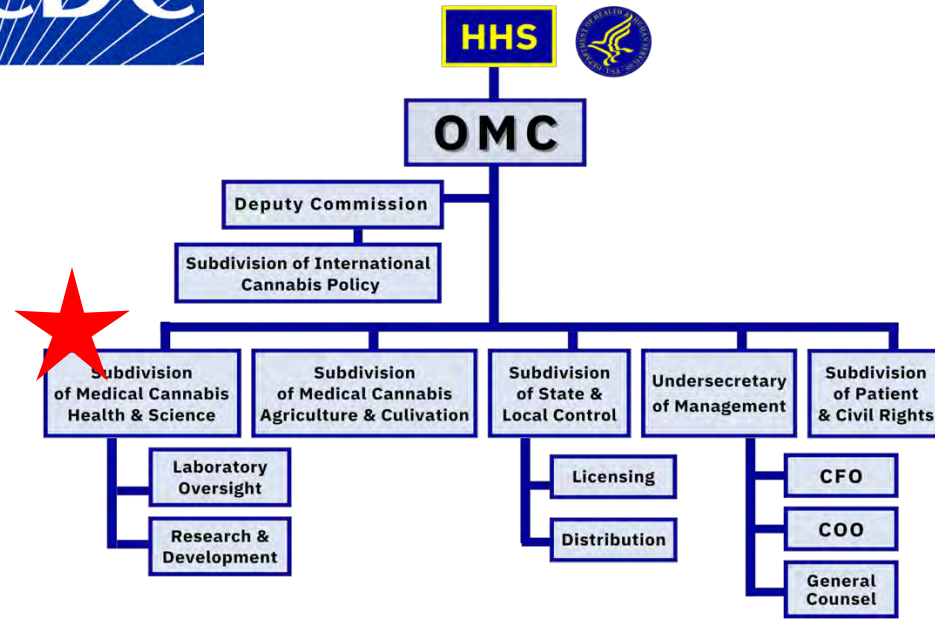 CDC
HHS
OMC
Deputy Commission
Subdivision of International
Cannabis Policy
Subdivision
of Medical Cannabis
Health & Science
Subdivision
of Medical Cannabis
Agriculture & Culivation
Subdivision
of State &
Local Control
Undersecretary
of Management
Subdivision
of Patient
& Civil Rights
Laboratory
Oversight
Research &
Development
Licensing
Distribution
CFO
COO
General
Counsel